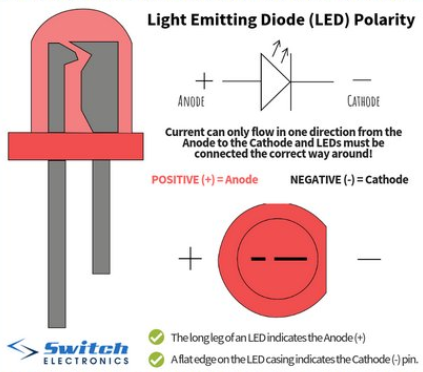 Light Emitting Diode (LED) Polarity
+
−
ANODE
CATHODE
Current can only flow in one direction from the
Anode to the Cathode and LEDs must be
connected the correct way around!
POSITIVE (+) = Anode
NEGATIVE (-) = Cathode
+
−
The long leg of an LED indicates the Anode (+)
A flat edge on the LED casing indicates the Cathode (-) pin.
Switch
ELECTRONICS